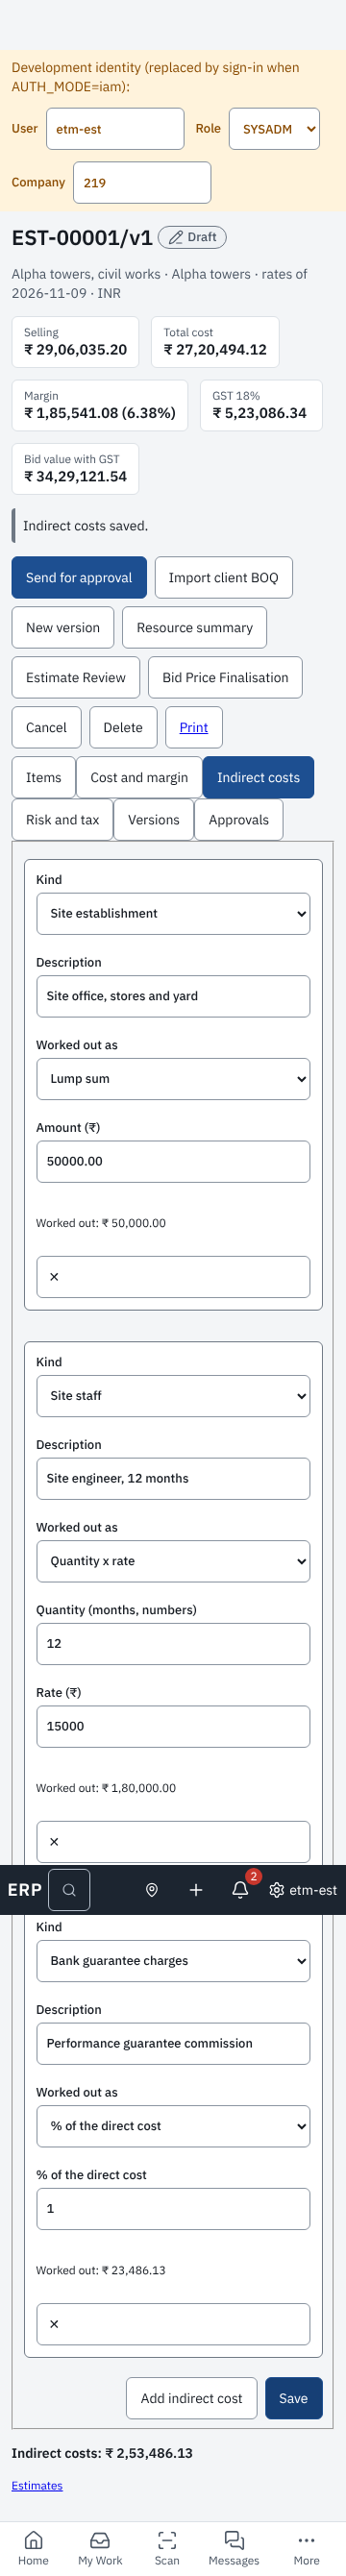 Development identity (replaced by sign-in when
AUTH_MODE=iam):
User etm-est Role SYSADM
Company 219
EST-00001/v1 Draft
Alpha towers, civil works · Alpha towers · rates of
2026-11-09 · INR
Selling Total cost
₹ 29,06,035.20 ₹ 27,20,494.12
Margin GST 18%
₹ 1,85,541.08 (6.38%) ₹ 5,23,086.34
Bid value with GST
₹ 34,29,121.54
Indirect costs saved.
Send for approval Import client BOQ
New version Resource summary
Estimate Review Bid Price Finalisation
Cancel Delete Print
Items Cost and margin Indirect costs
Risk and tax Versions Approvals
Kind
Site establishment
Description
Site office, stores and yard
Worked out as
Lump sum
Amount (₹)
50000.00
Worked out: ₹ 50,000.00
×
Kind
Site staff
Description
Site engineer, 12 months
Worked out as
Quantity x rate
Quantity (months, numbers)
12
Rate (₹)
15000
Worked out: ₹ 1,80,000.00
×
ERP 2 etm-est
Kind
Bank guarantee charges
Description
Performance guarantee commission
Worked out as
% of the direct cost
% of the direct cost
1
Worked out: ₹ 23,486.13
×
Add indirect cost Save
Indirect costs: ₹ 2,53,486.13
Estimates
Home My Work Scan Messages More